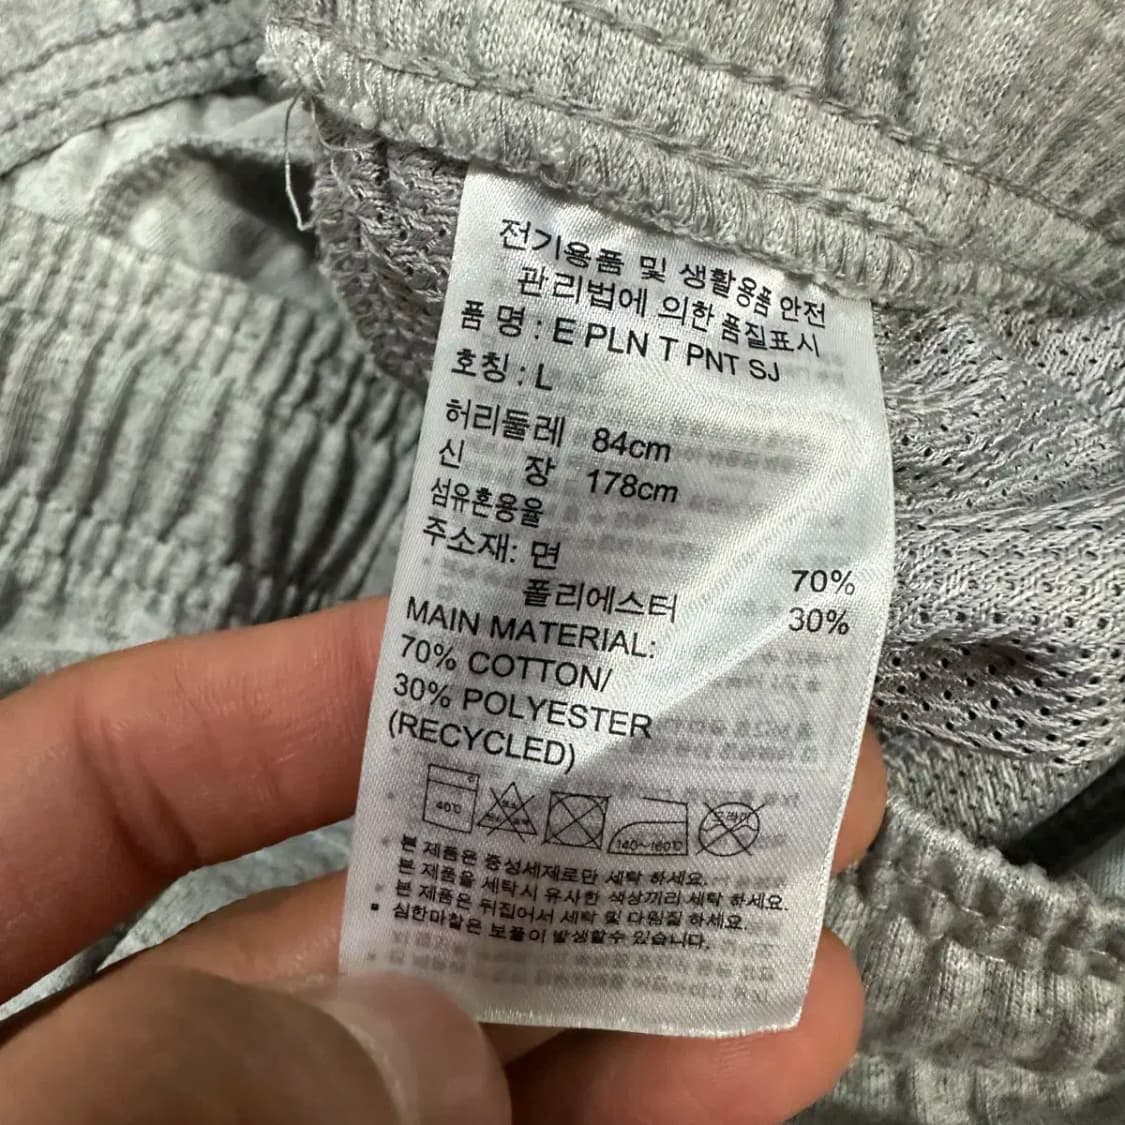 전기용품 및 생활용품 안전
관리법에 의한 품질표시
품 명 : E PLN T PNT SJ
호칭 : L
허리둘레 84cm
신 장 178cm
섬유혼용율
주소재: 면 70%
폴리에스터 30%
MAIN MATERIAL:
70% COTTON/
30% POLYESTER
(RECYCLED)
40℃ 140~160℃ 드라이
본 제품은 중성세제로만 세탁 하세요.
본 제품을 세탁시 유사한 색상끼리 세탁 하세요.
본 제품은 뒤집어서 세탁 및 다림질 하세요.
심한마찰은 보풀이 발생할수 있습니다.